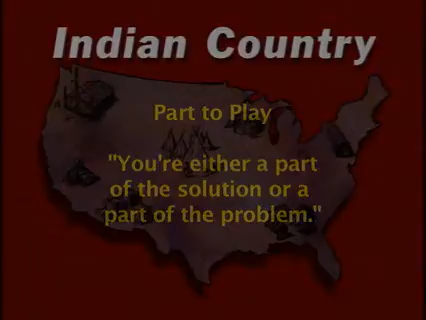 Indian Country
Part to Play
"You're either a part
of the solution or a
part of the problem."